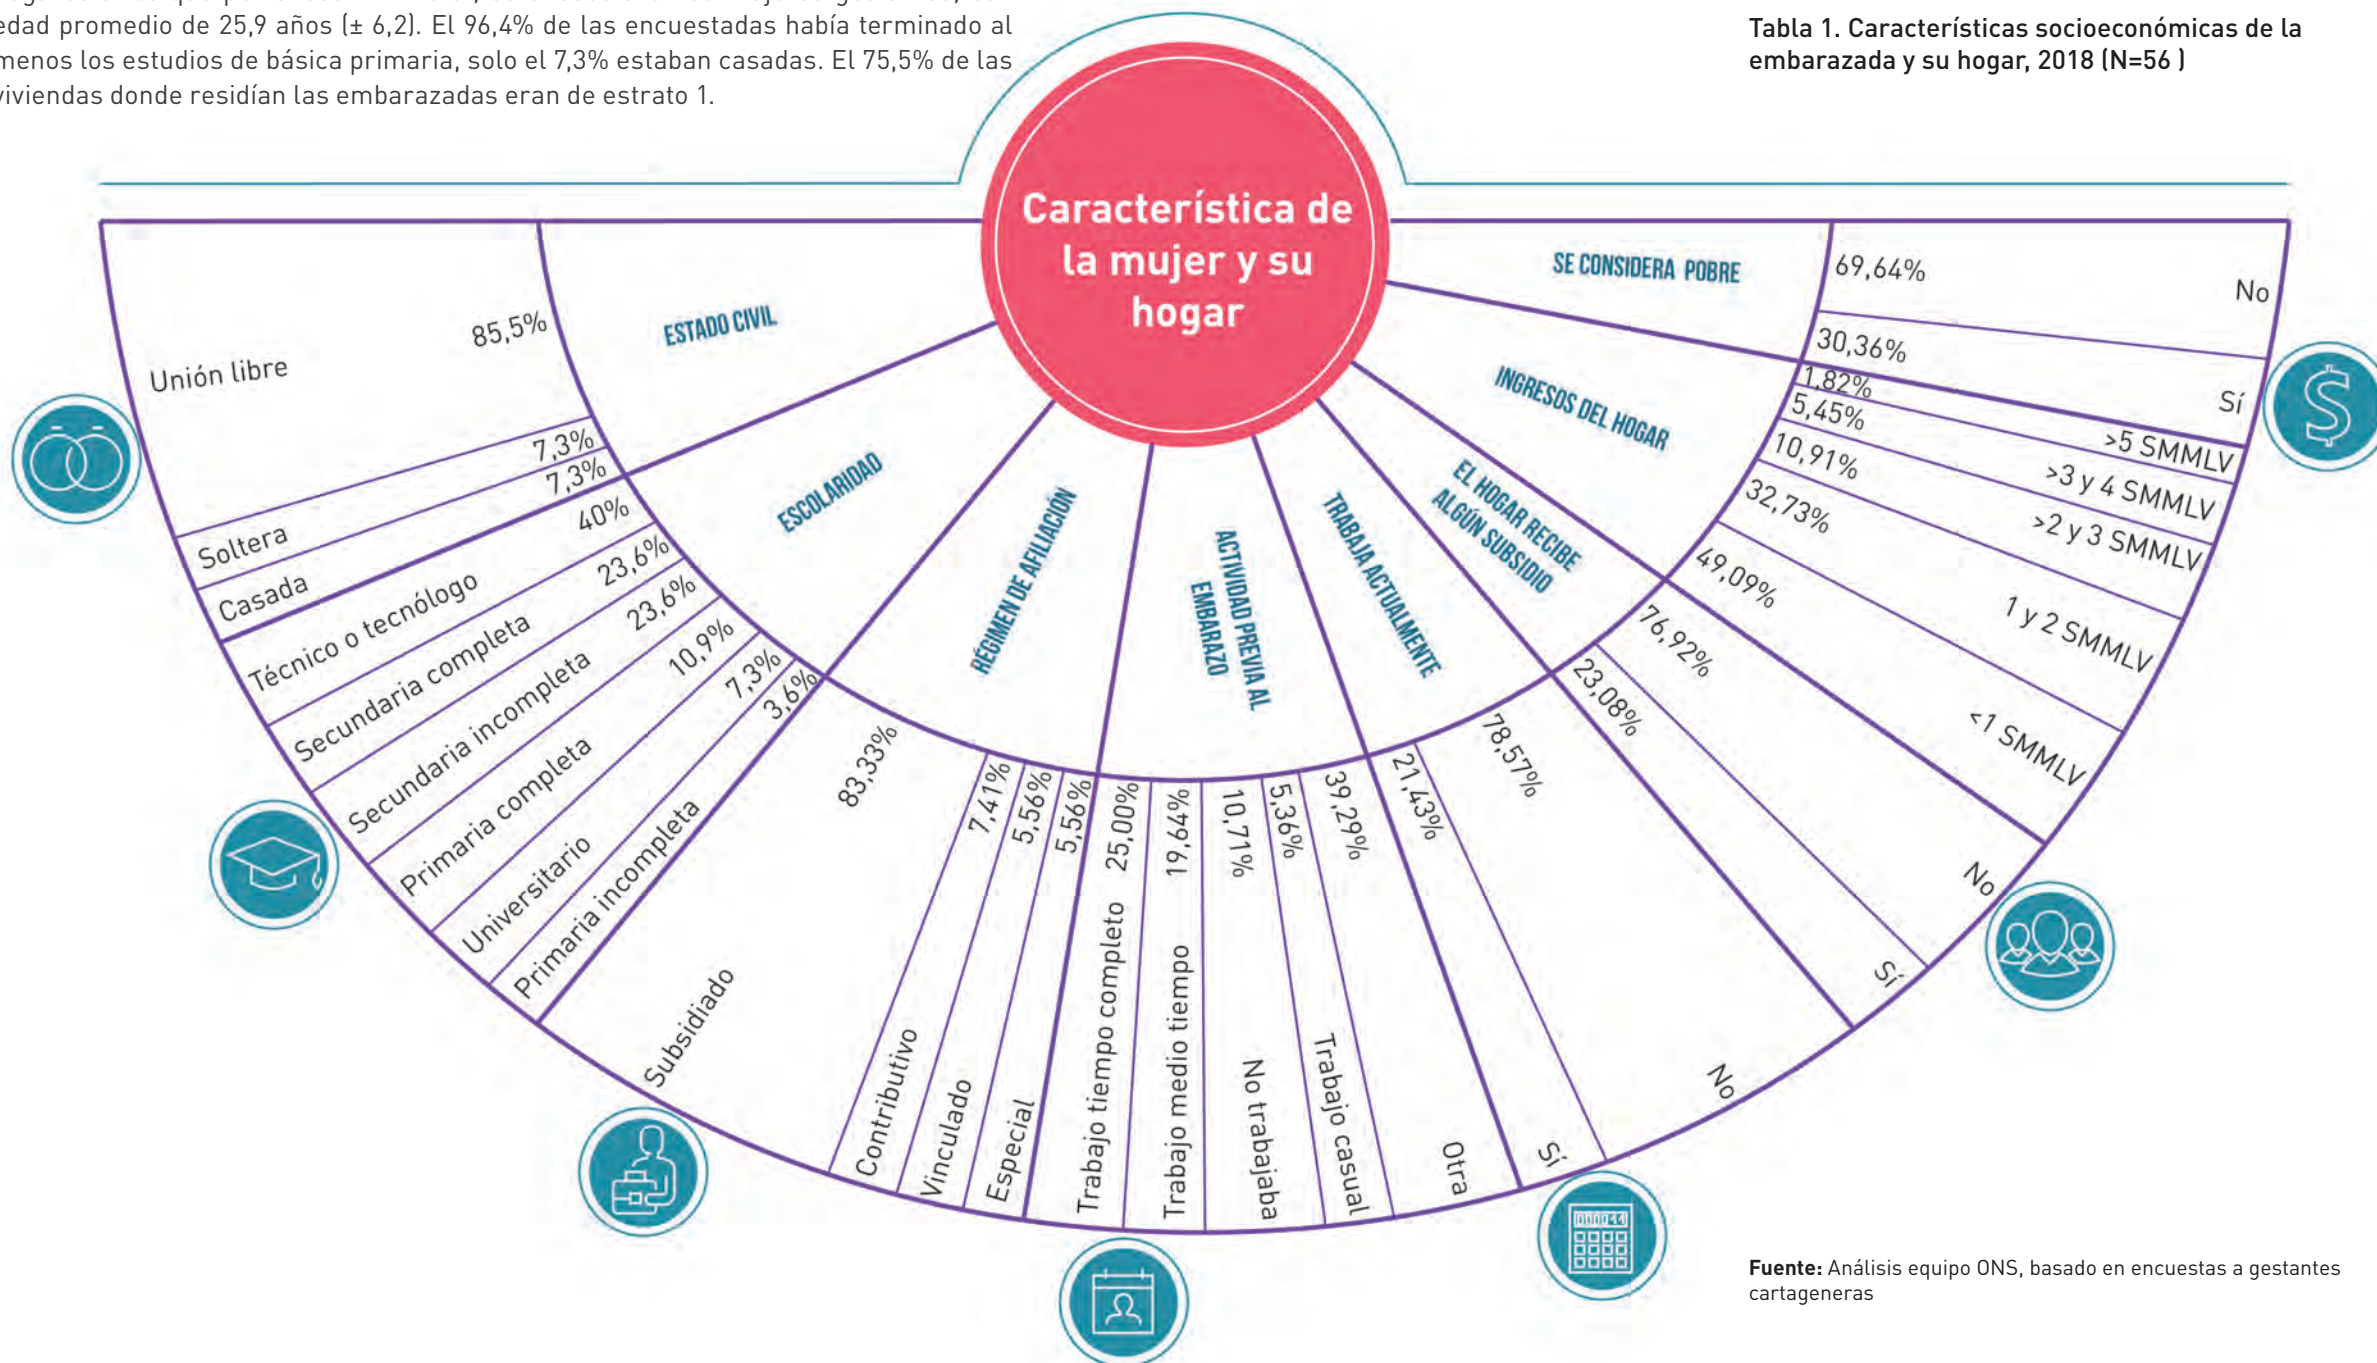 edad promedio de 25,9 años (± 6,2). El 96,4% de las encuestadas había terminado al
menos los estudios de básica primaria, solo el 7,3% estaban casadas. El 75,5% de las
viviendas donde residían las embarazadas eran de estrato 1.
Tabla 1. Características socioeconómicas de la
embarazada y su hogar, 2018 (N=56 )
Característica de
la mujer y su
hogar
ESTADO CIVIL
85,5%
Unión libre
7,3%
Soltera
7,3%
Casada
ESCOLARIDAD
40%
Técnico o tecnólogo
23,6%
Secundaria completa
23,6%
Secundaria incompleta
10,9%
Primaria completa
7,3%
Universitario
3,6%
Primaria incompleta
RÉGIMEN DE AFILIACIÓN
83,33%
Subsidiado
7,41%
Contributivo
5,56%
Vinculado
5,56%
Especial
ACTIVIDAD PREVIA AL
EMBARAZO
25,00%
Trabajo tiempo completo
19,64%
Trabajo medio tiempo
10,71%
No trabajaba
5,36%
Trabajo casual
39,29%
Otra
TRABAJA ACTUALMENTE
21,43%
Sí
78,57%
No
EL HOGAR RECIBE
ALGÚN SUBSIDIO
23,08%
Sí
76,92%
No
INGRESOS DEL HOGAR
49,09%
<1 SMMLV
32,73%
1 y 2 SMMLV
10,91%
>2 y 3 SMMLV
5,45%
>3 y 4 SMMLV
1,82%
>5 SMMLV
SE CONSIDERA POBRE
30,36%
Sí
69,64%
No
Fuente: Análisis equipo ONS, basado en encuestas a gestantes
cartageneras